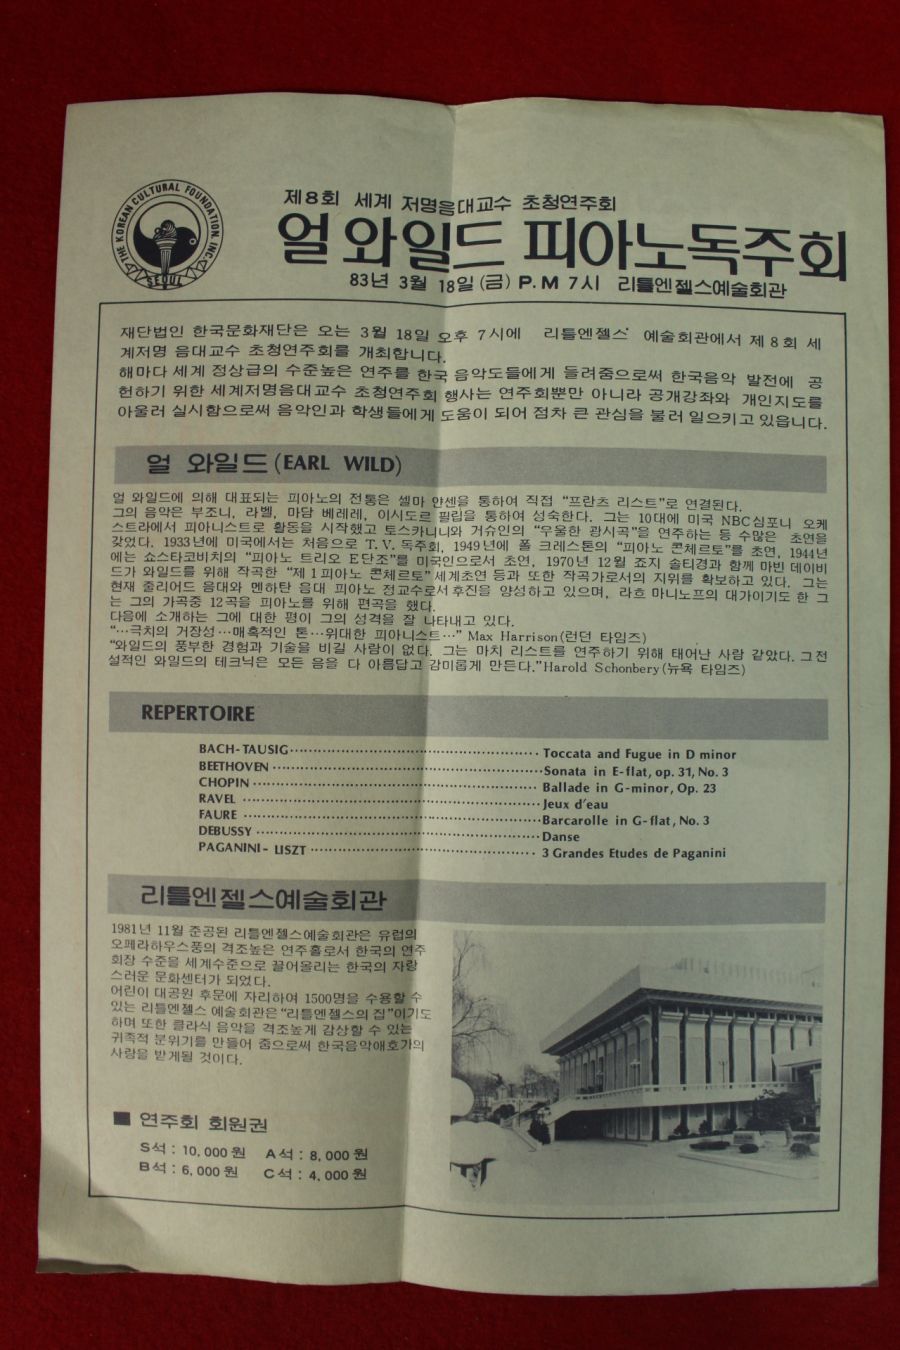 THE KOREAN CULTURAL FOUNDATION, INC.
SEOUL
제8회 세계 저명음대교수 초청연주회
얼 와일드 피아노독주회
83년 3월 18일(금) P.M 7시 리틀엔젤스예술회관
재단법인 한국문화재단은 오는 3월 18일 오후 7시에 리틀엔젤스 예술회관에서 제8회 세
계저명 음대교수 초청연주회를 개최합니다.
해마다 세계 정상급의 수준높은 연주를 한국 음악도들에게 들려줌으로써 한국음악 발전에 공
헌하기 위한 세계저명음대교수 초청연주회 행사는 연주회뿐만 아니라 공개강좌와 개인지도를
아울러 실시함으로써 음악인과 학생들에게 도움이 되어 점차 큰 관심을 불러 일으키고 있읍니다.
얼 와일드(EARL WILD)
얼 와일드에 의해 대표되는 피아노의 전통은 셀마 얀센을 통하여 직접 “프란츠 리스트”로 연결된다.
그의 음악은 부조니, 라벨, 마담 베레레, 이시도르 필립을 통하여 성숙한다. 그는 10대에 미국 NBC심포니 오케
스트라에서 피아니스트로 활동을 시작했고 토스카니니와 거슈인의 “우울한 광시곡”을 연주하는 등 수많은 초연을
갖었다. 1933년에 미국에서는 처음으로 T.V. 독주회, 1949년에 폴 크레스톤의 “피아노 콘체르토”를 초연, 1944년
에는 쇼스타코비치의 “피아노 트리오 E단조”를 미국인으로서 초연, 1970년 12월 죠지 솔티경과 함께 마빈 데이비
드가 와일드를 위해 작곡한 “제1피아노 콘체르토” 세계초연 등과 또한 작곡가로서의 지위를 확보하고 있다. 그는
현재 줄리어드 음대와 멘하탄 음대 피아노 정교수로서 후진을 양성하고 있으며, 라흐마니노프의 대가이기도 한 그
는 그의 가곡중 12곡을 피아노를 위해 편곡을 했다.
다음에 소개하는 그에 대한 평이 그의 성격을 잘 나타내고 있다.
“…극치의 거장성…매혹적인 톤…위대한 피아니스트…” Max Harrison(런던 타임즈)
“와일드의 풍부한 경험과 기술을 비길 사람이 없다. 그는 마치 리스트를 연주하기 위해 태어난 사람 같았다. 그 전
설적인 와일드의 테크닉은 모든 음을 다 아름답고 감미롭게 만든다.”Harold Schonbery(뉴욕 타임즈)
REPERTOIRE
BACH-TAUSIG Toccata and Fugue in D minor
BEETHOVEN Sonata in E-flat, op. 31, No. 3
CHOPIN Ballade in G-minor, Op. 23
RAVEL Jeux d'eau
FAURE Barcarolle in G-flat, No. 3
DEBUSSY Danse
PAGANINI-LISZT 3 Grandes Etudes de Paganini
리틀엔젤스예술회관
1981년 11월 준공된 리틀엔젤스예술회관은 유럽의
오페라하우스풍의 격조높은 연주홀로서 한국의 연주
회장 수준을 세계수준으로 끌어올리는 한국의 자랑
스러운 문화센터가 되었다.
어린이 대공원 후문에 자리하여 1500명을 수용할 수
있는 리틀엔젤스 예술회관은 “리틀엔젤스의 집”이기도
하며 또한 클라식 음악을 격조높게 감상할 수 있는
귀족적 분위기를 만들어 줌으로써 한국음악애호가의
사랑을 받게될 것이다.
■ 연주회 회원권
S석 : 10,000원 A석 : 8,000원
B석 : 6,000원 C석 : 4,000원